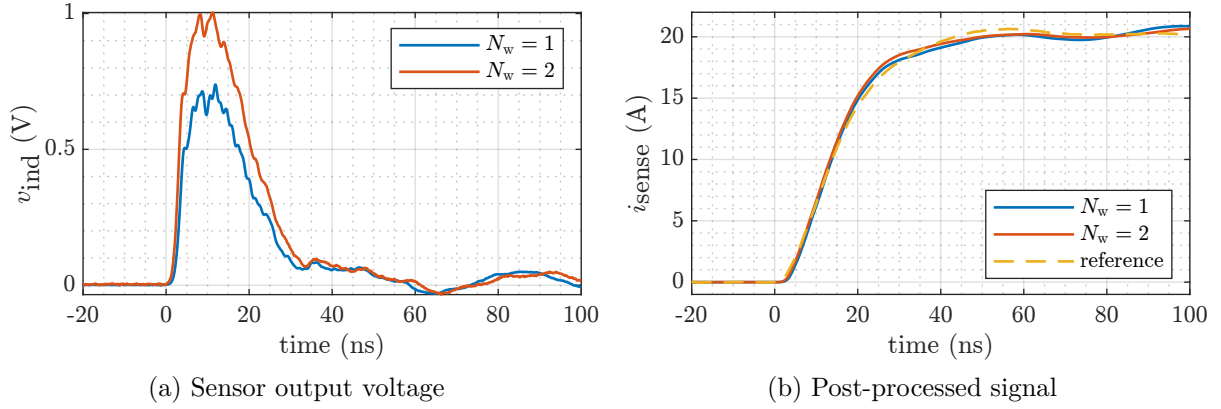 1
0.5
0
v_ind (V)
N_w = 1
N_w = 2
-20 0 20 40 60 80 100
time (ns)
(a) Sensor output voltage
20
15
10
5
0
i_sense (A)
N_w = 1
N_w = 2
reference
-20 0 20 40 60 80 100
time (ns)
(b) Post-processed signal